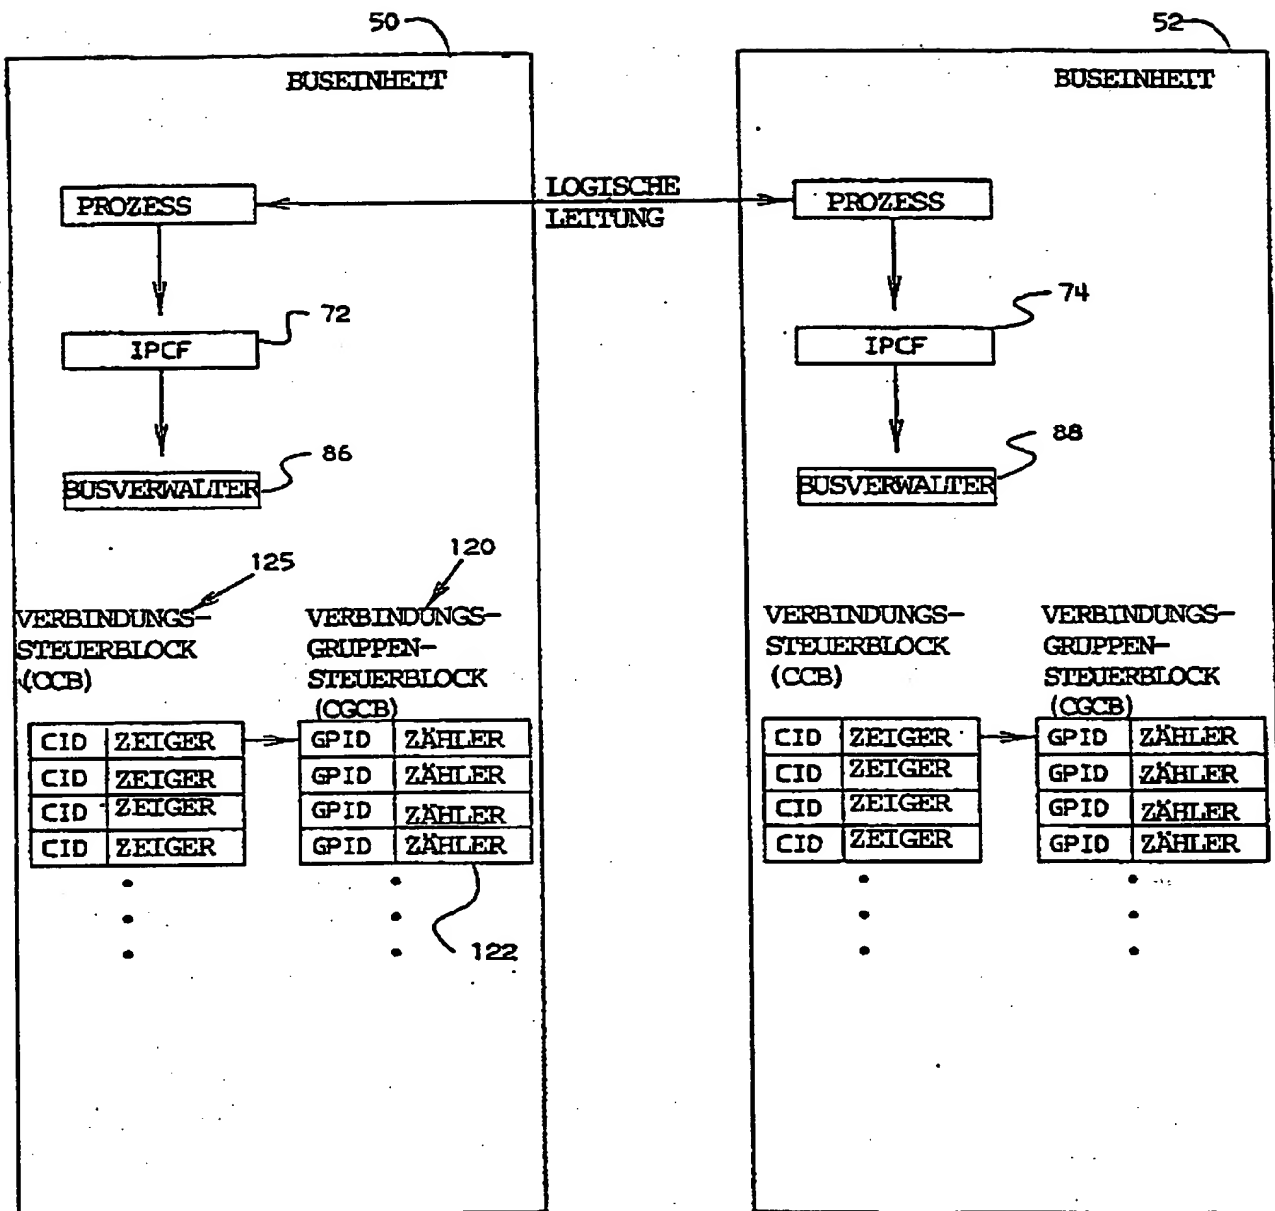 50
52
BUSEINHEIT
BUSEINHEIT
PROZESS
LOGISCHE
LEITUNG
PROZESS
72
IPCF
74
IPCF
86
BUSVERWALTER
88
BUSVERWALTER
125
120
VERBINDUNGS-
STEUERBLOCK
(CCB)
VERBINDUNGS-
GRUPPEN-
STEUERBLOCK
(CGCB)
VERBINDUNGS-
STEUERBLOCK
(CCB)
VERBINDUNGS-
GRUPPEN-
STEUERBLOCK
(CGCB)
CID ZEIGER GPID ZÄHLER
CID ZEIGER GPID ZÄHLER
CID ZEIGER GPID ZÄHLER
CID ZEIGER GPID ZÄHLER
CID ZEIGER GPID ZÄHLER
CID ZEIGER GPID ZÄHLER
CID ZEIGER GPID ZÄHLER
CID ZEIGER GPID ZÄHLER
122